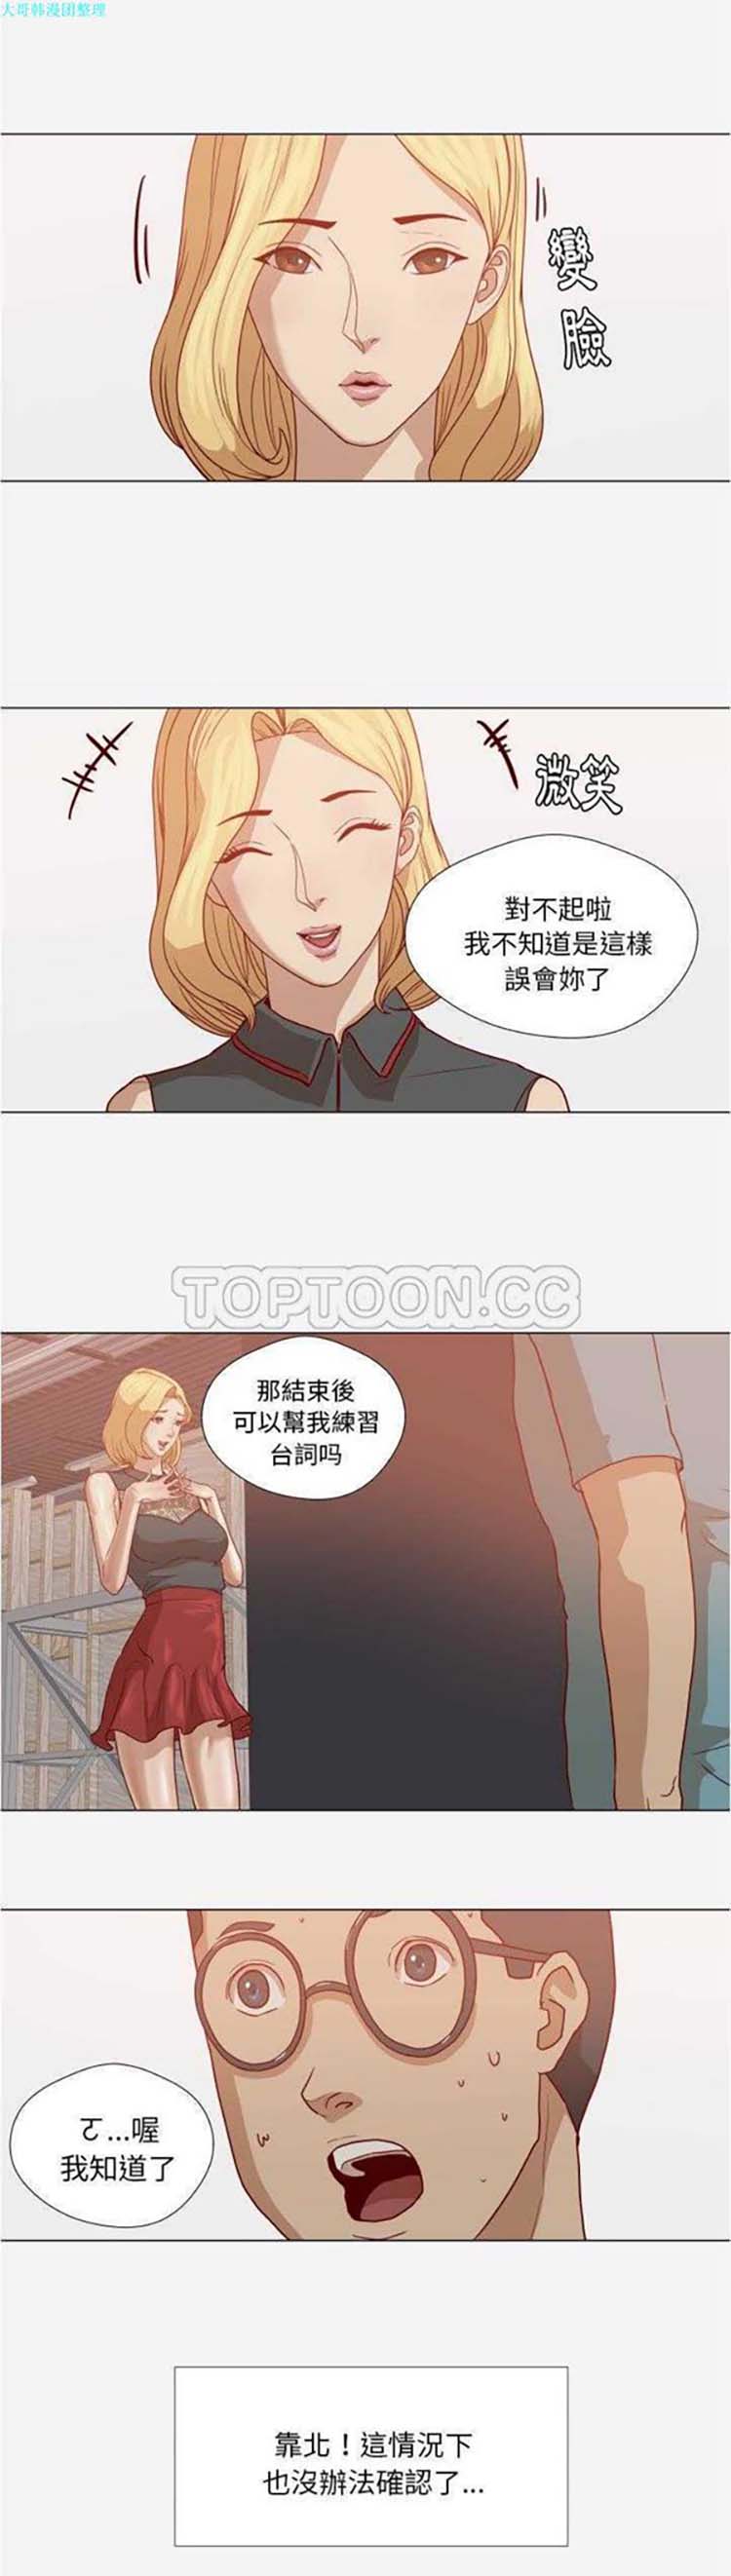 大哥韩漫团整理
變
臉
微笑
對不起啦
我不知道是這樣
誤會妳了
TOPTOON.CC
那結束後
可以幫我練習
台詞吗
ㄛ...喔
我知道了
靠北！這情況下
也沒辦法確認了...